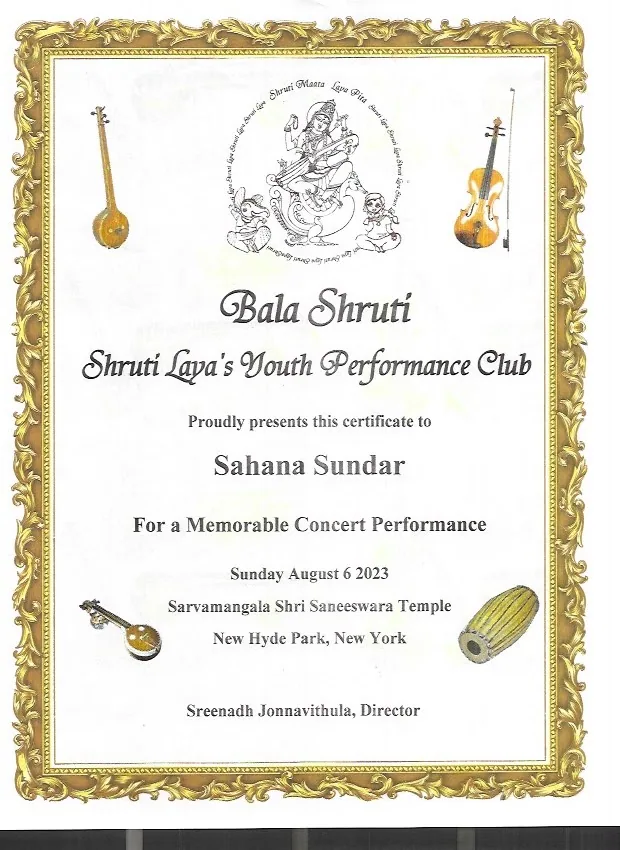 Shruti Maata Laya Pita
Bala Shruti
Shruti Laya's Youth Performance Club
Proudly presents this certificate to
Sahana Sundar
For a Memorable Concert Performance
Sunday August 6 2023
Sarvamangala Shri Saneeswara Temple
New Hyde Park, New York
Sreenadh Jonnavithula, Director